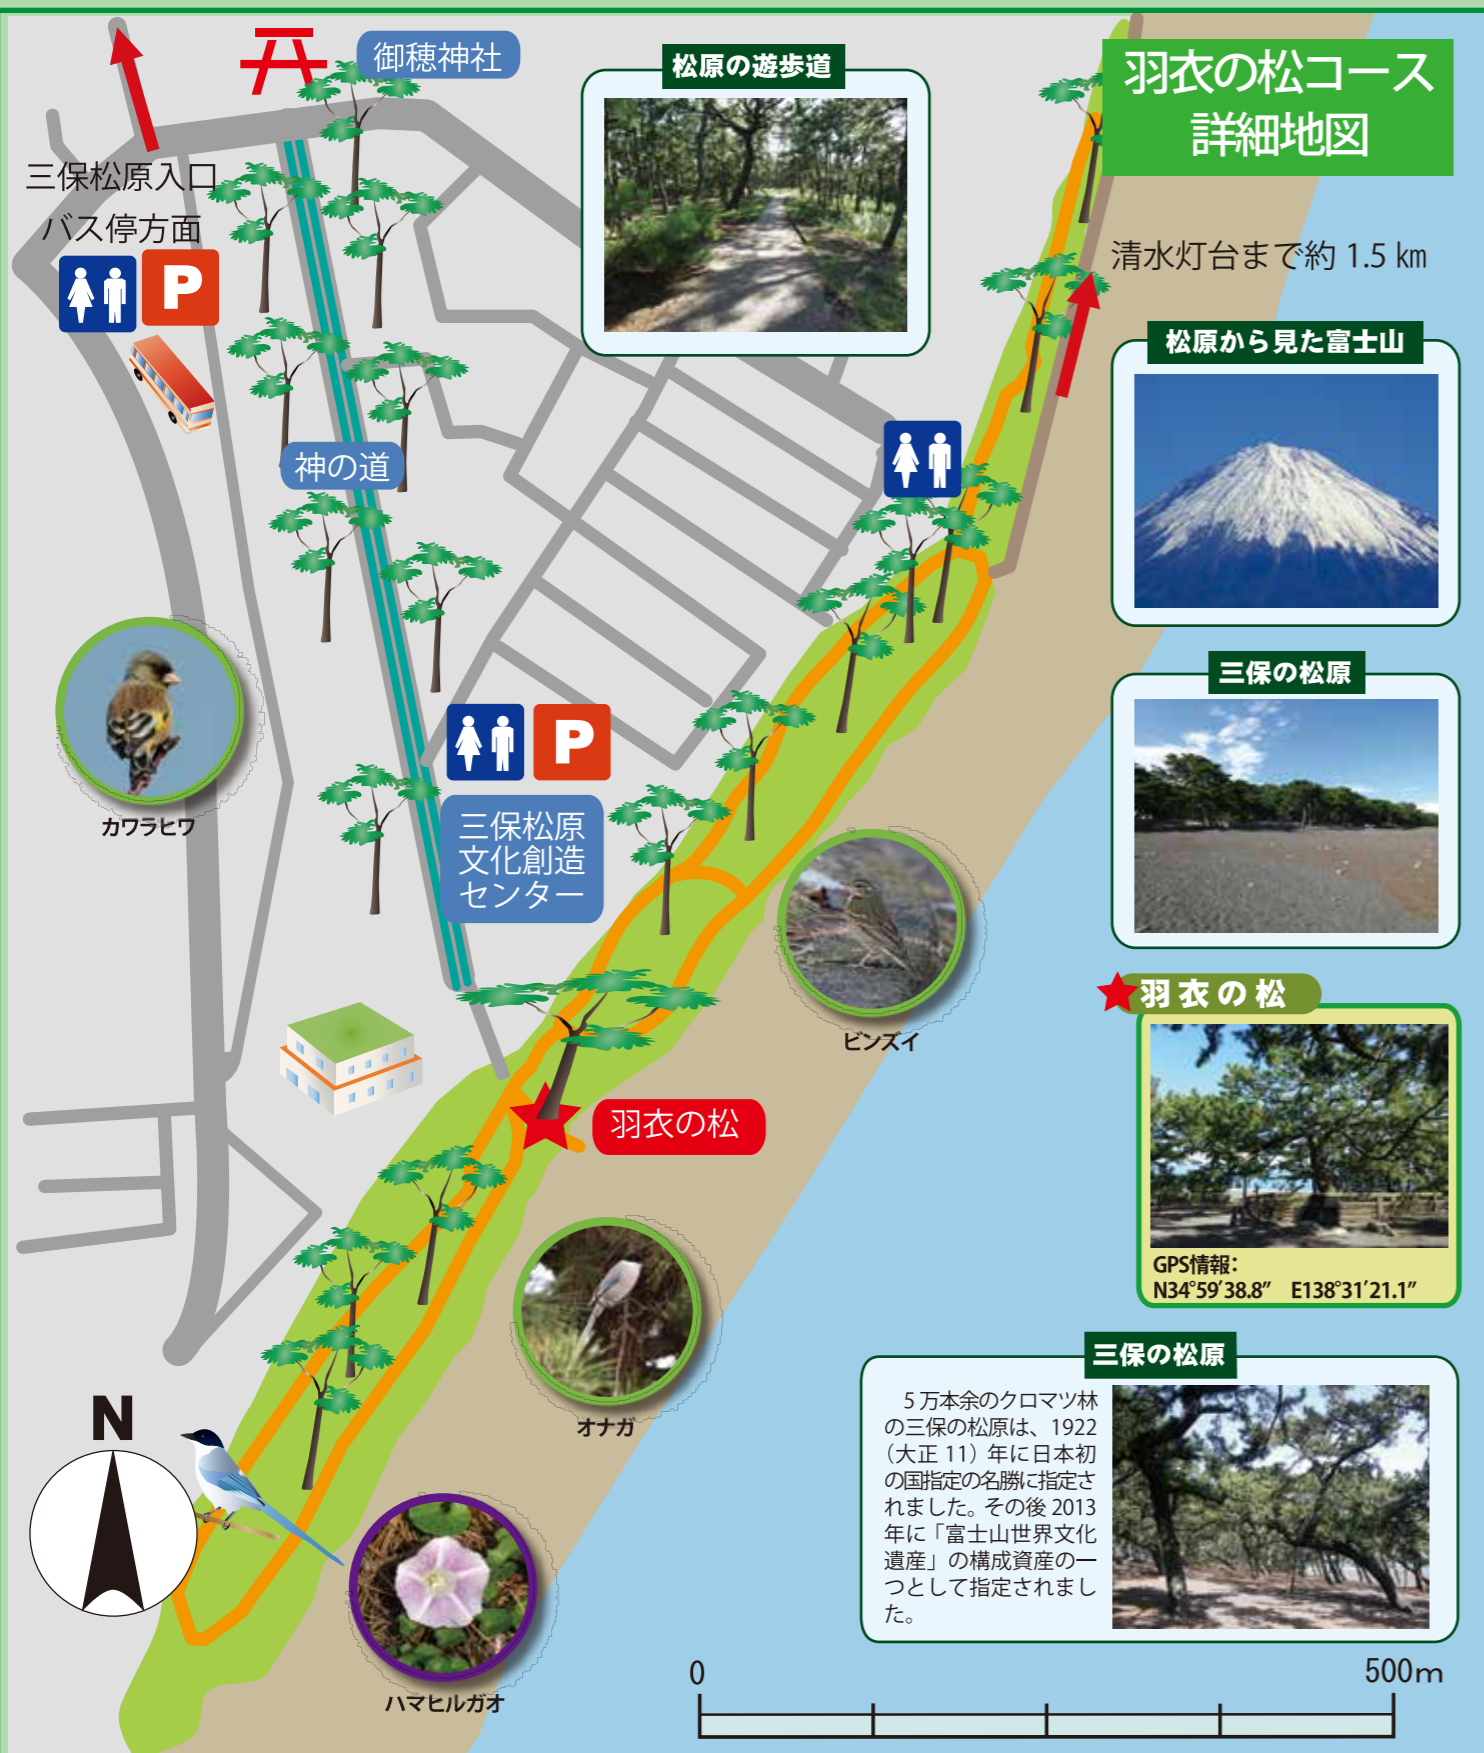 羽衣の松コース
詳細地図
御穂神社
松原の遊歩道
三保松原入口
バス停方面
P
清水灯台まで約 1.5 ㎞
松原から見た富士山
神の道
カワラヒワ
P
三保松原
文化創造
センター
三保の松原
ビンズイ
羽衣の松
羽衣の松
GPS情報：
N34°59′38.8″ E138°31′21.1″
オナガ
三保の松原
５万本余のクロマツ林
の三保の松原は、1922
（大正 11）年に日本初
の国指定の名勝に指定さ
れました。その後 2013
年に「富士山世界文化
遺産」の構成資産の一
つとして指定されまし
た。
N
ハマヒルガオ
0
500m